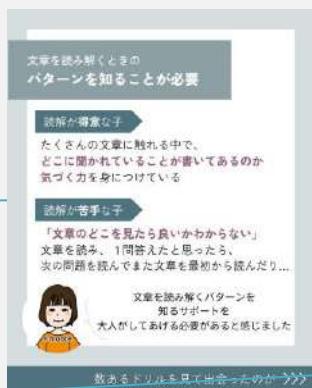 文章を読み解くときの
パターンを知ることが必要
読解が得意な子
たくさんの文章に触れる中で、
どこに聞かれていることが書いてあるのか
気づく力を身につけている
読解が苦手な子
「文章のどこを見たら良いかわからない」
文章を読み、1問答えたと思ったら、
次の問題を読んでまた文章を最初から読んだり...
文章を読み解くパターンを
知るサポートを
大人がしてあげる必要があると感じました
数あるドリルを見て出会ったのが >>>